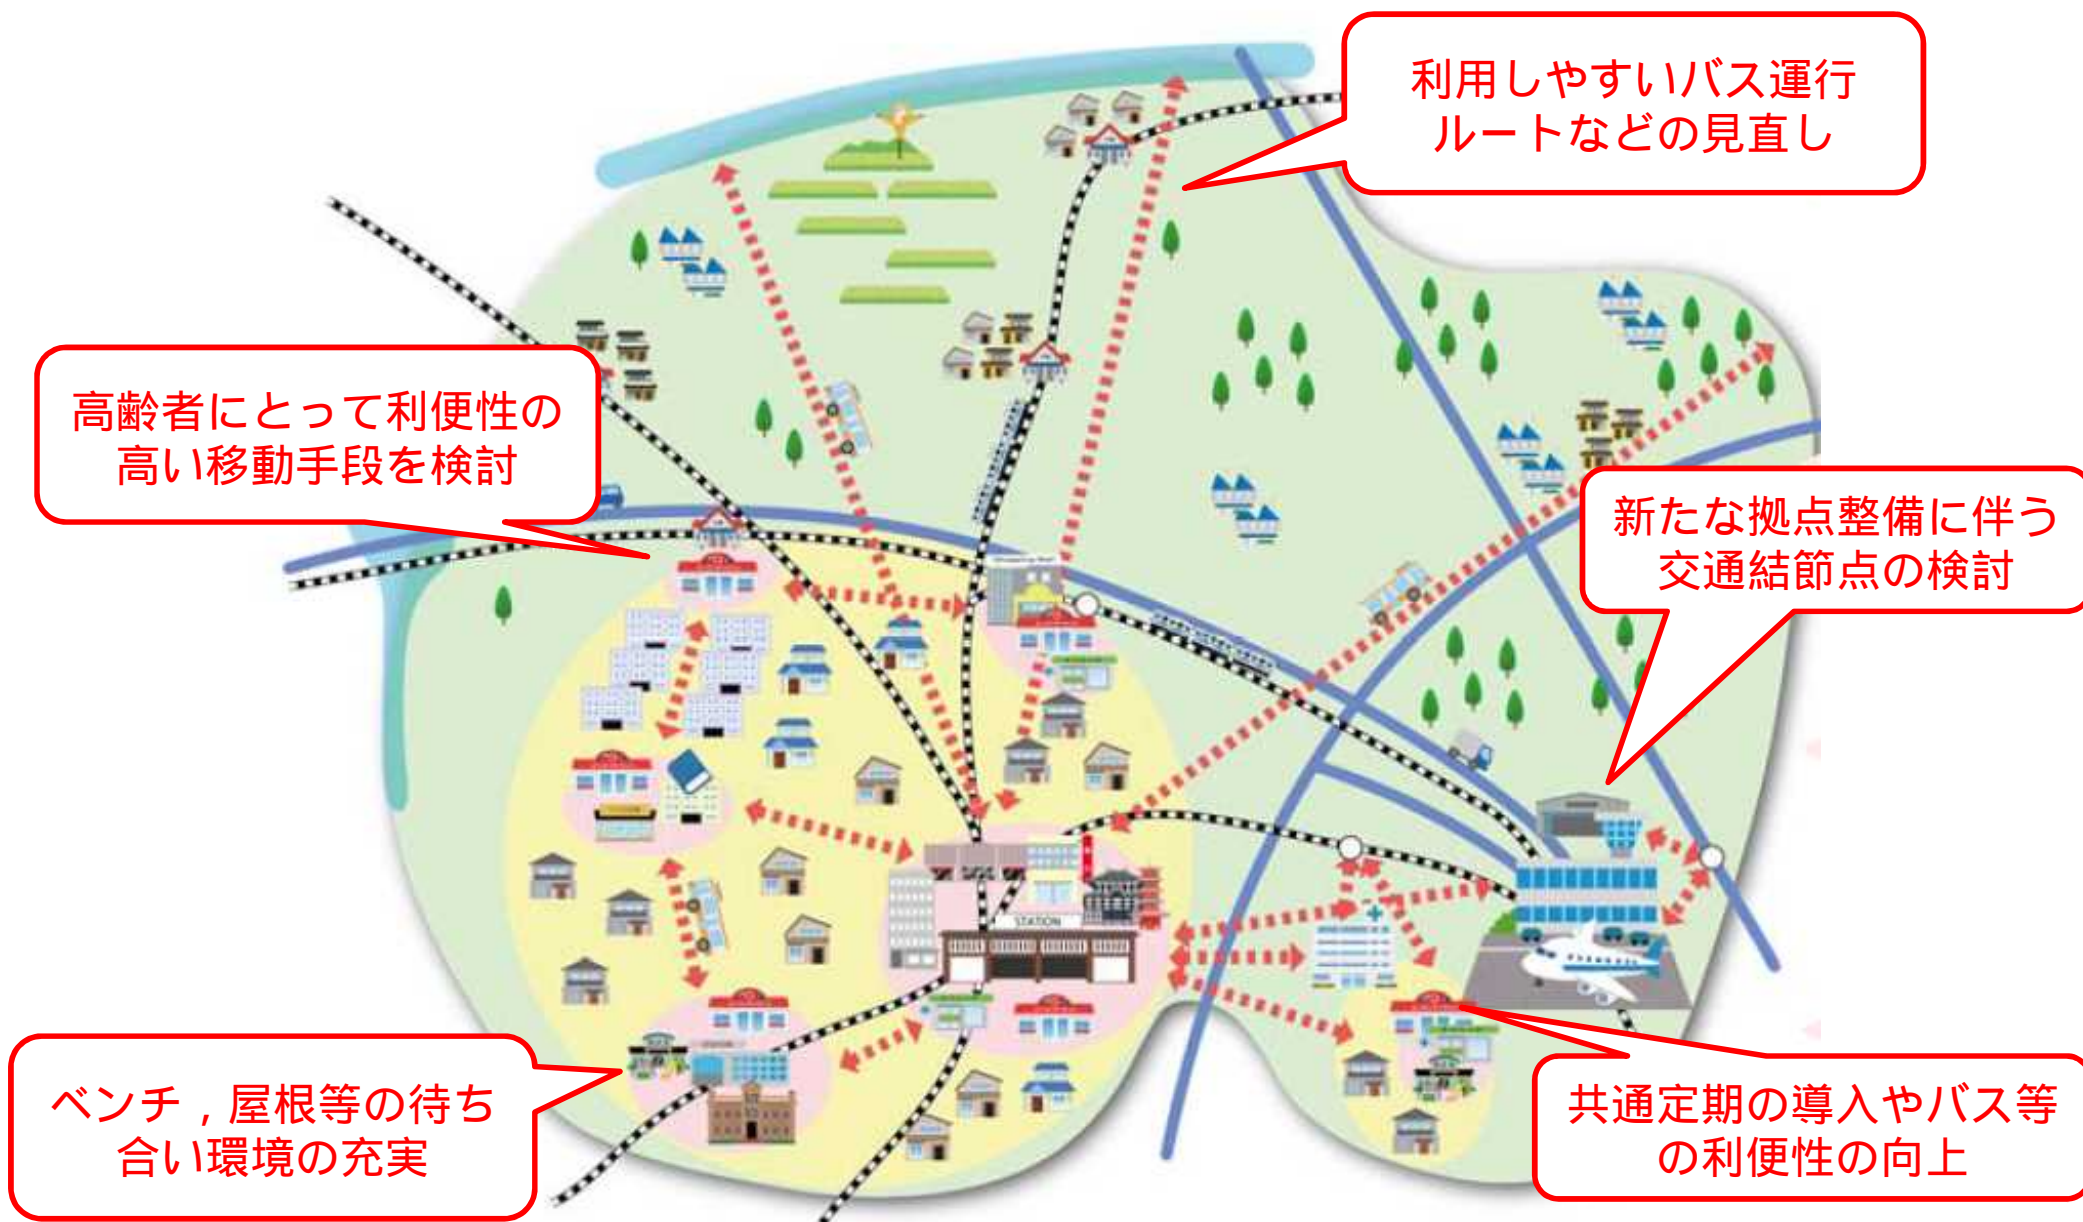 利用しやすいバス運行
ルートなどの見直し
高齢者にとって利便性の
高い移動手段を検討
新たな拠点整備に伴う
交通結節点の検討
STATION
ベンチ，屋根等の待ち
合い環境の充実
共通定期の導入やバス等
の利便性の向上